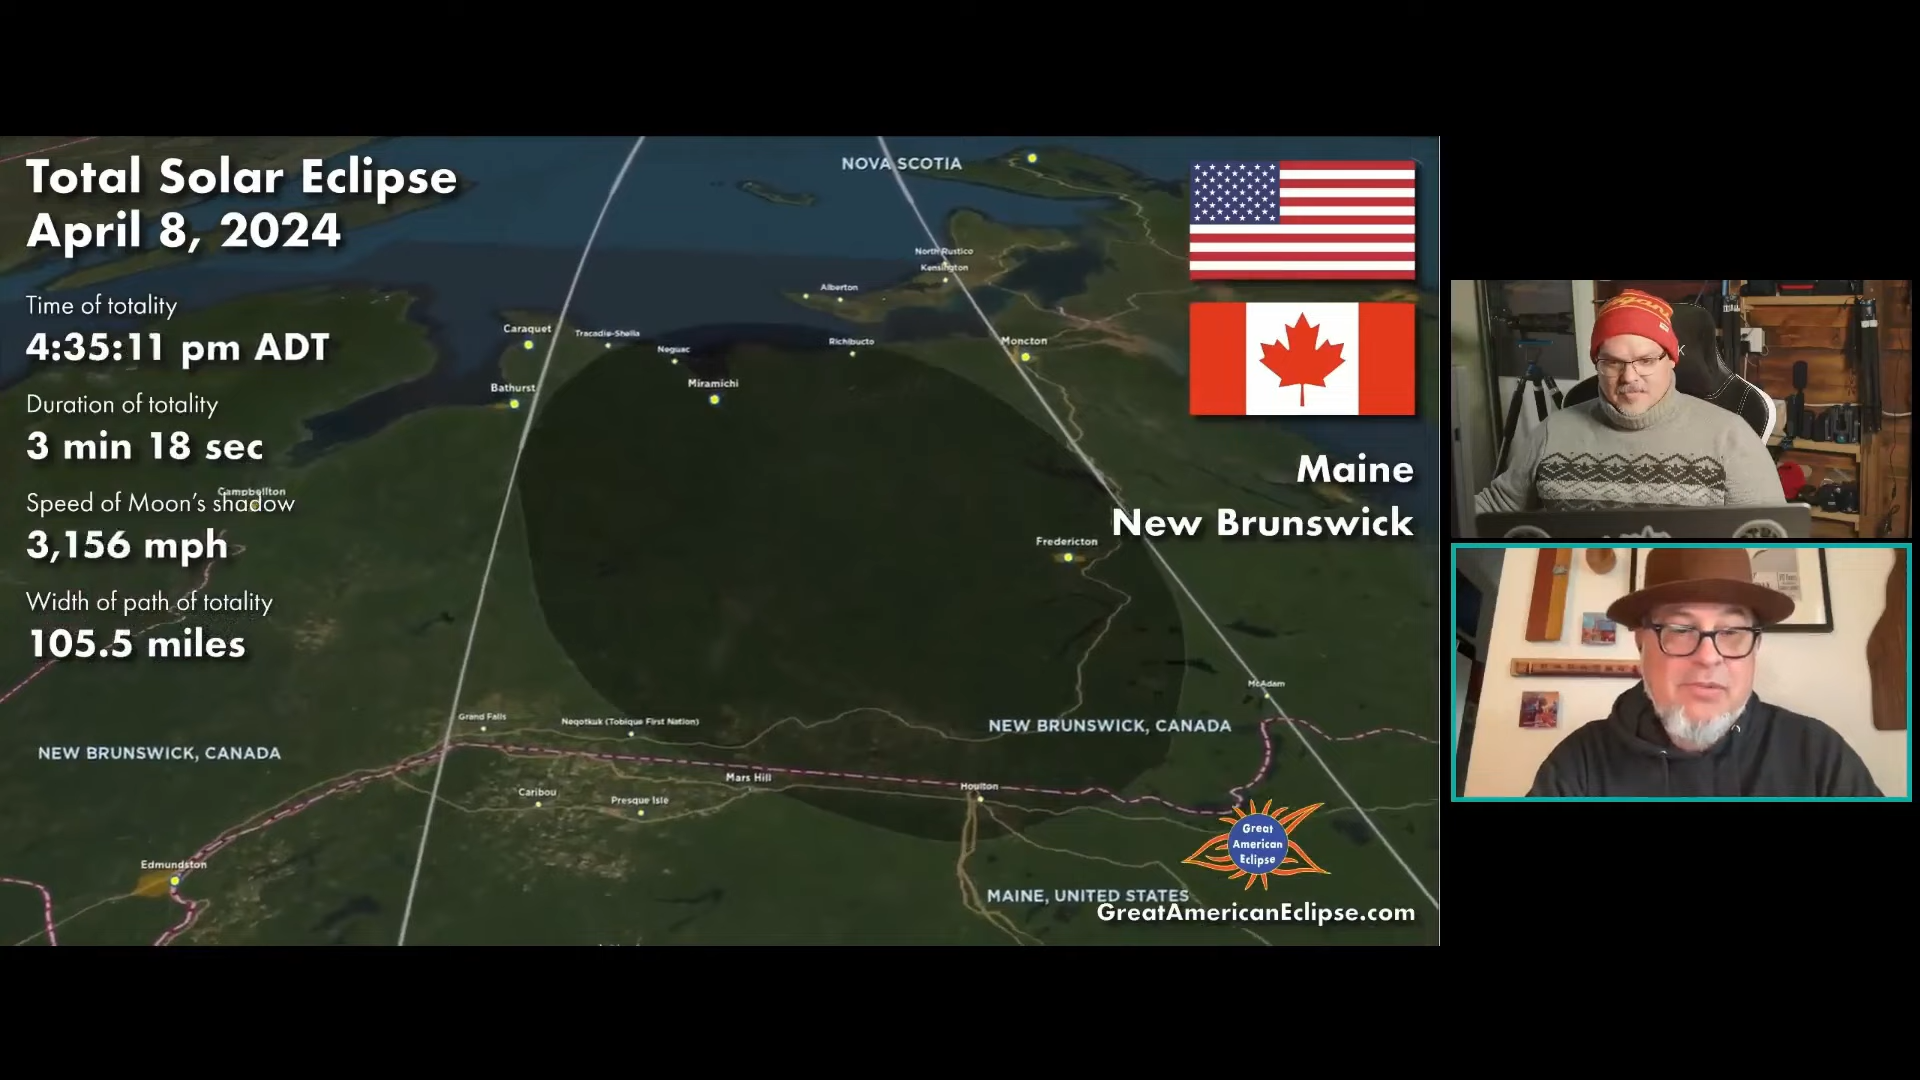 Total Solar Eclipse
April 8, 2024
Time of totality
4:35:11 pm ADT
Duration of totality
3 min 18 sec
Speed of Moon's shadow
3,156 mph
Width of path of totality
105.5 miles
NOVA SCOTIA
North Rustico
Kensington
Alberton
Caraquet
Tracadie-Sheila
Neguac
Richibucto
Moncton
Miramichi
Bathurst
Campbellton
Maine
New Brunswick
Fredericton
McAdam
Grand Falls
Neqotkuk (Tobique First Nation)
NEW BRUNSWICK, CANADA
NEW BRUNSWICK, CANADA
Mars Hill
Houlton
Caribou
Presque Isle
Edmundston
Great
American
Eclipse
MAINE, UNITED STATES
GreatAmericanEclipse.com